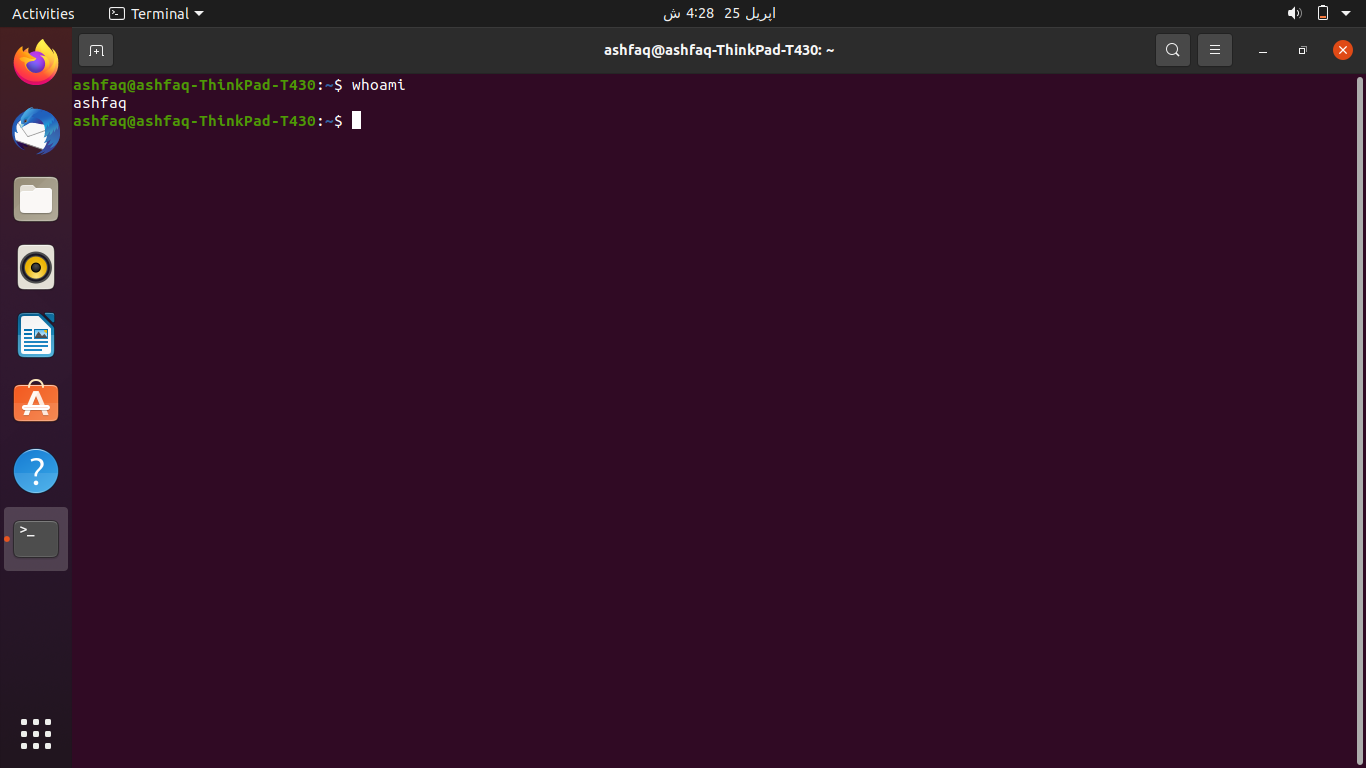 Activities
Terminal
اپریل 25  4:28 ش
ashfaq@ashfaq-ThinkPad-T430: ~
ashfaq@ashfaq-ThinkPad-T430:~$ whoami
ashfaq
ashfaq@ashfaq-ThinkPad-T430:~$